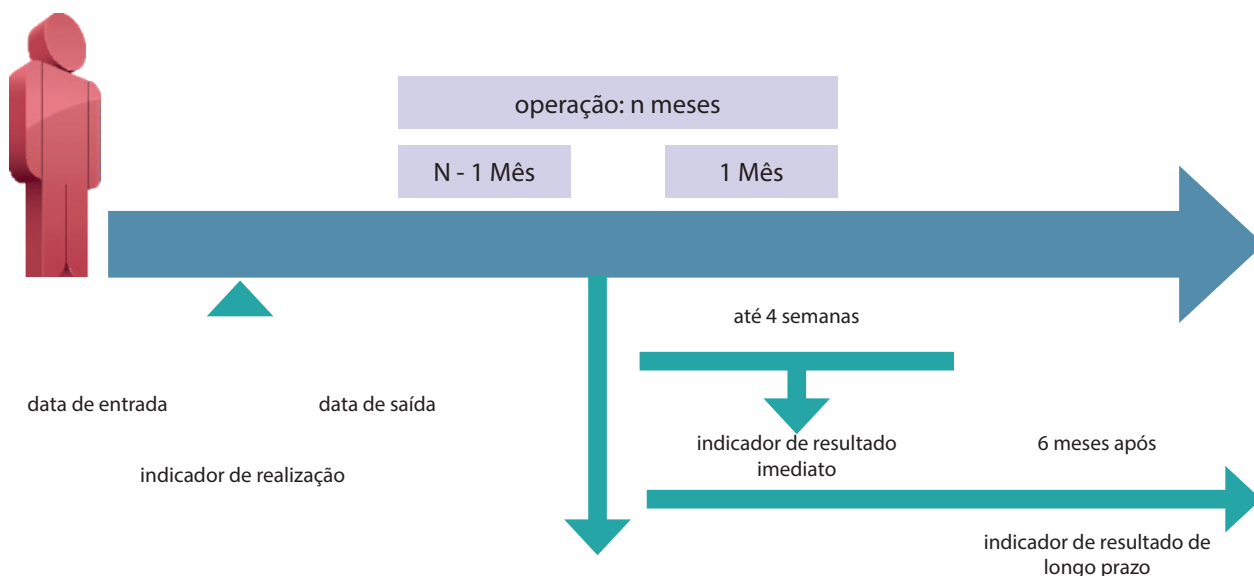 operação: n meses
N - 1 Mês
1 Mês
até 4 semanas
data de entrada
data de saída
indicador de realização
indicador de resultado
imediato
6 meses após
indicador de resultado de
longo prazo